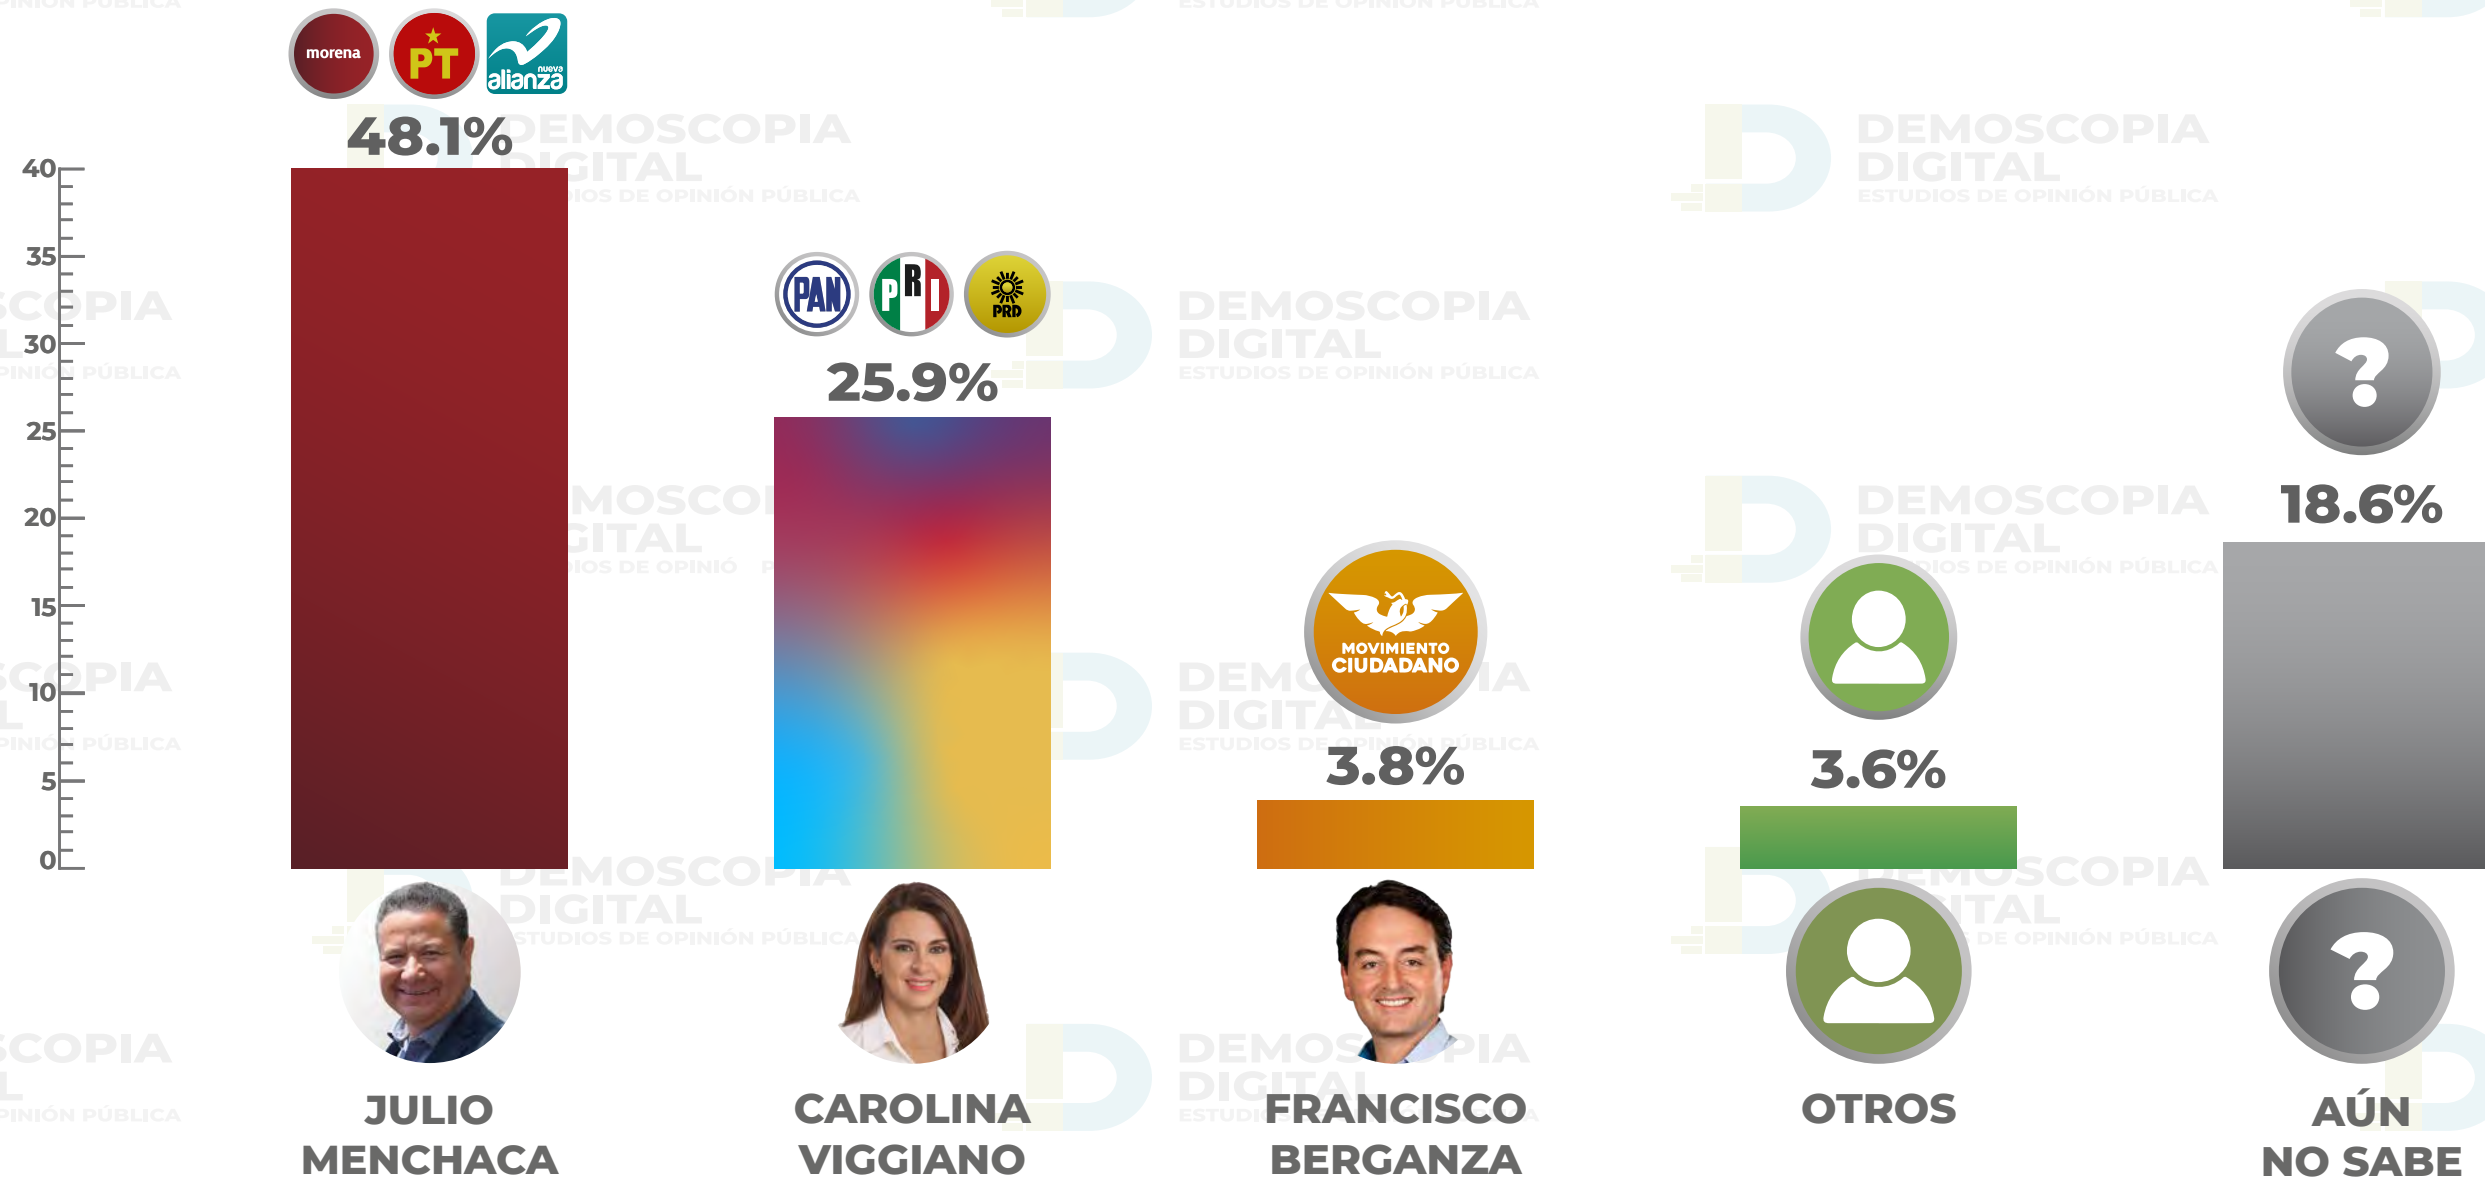 morena
PT
nueva
alianza
48.1%
40
35
30
25
20
15
10
5
0
PAN
PRI
PRD
25.9%
MOVIMIENTO
CIUDADANO
3.8%
3.6%
?
18.6%
?
JULIO
MENCHACA
CAROLINA
VIGGIANO
FRANCISCO
BERGANZA
OTROS
AÚN
NO SABE
DEMOSCOPIA
DIGITAL
ESTUDIOS DE OPINIÓN PÚBLICA